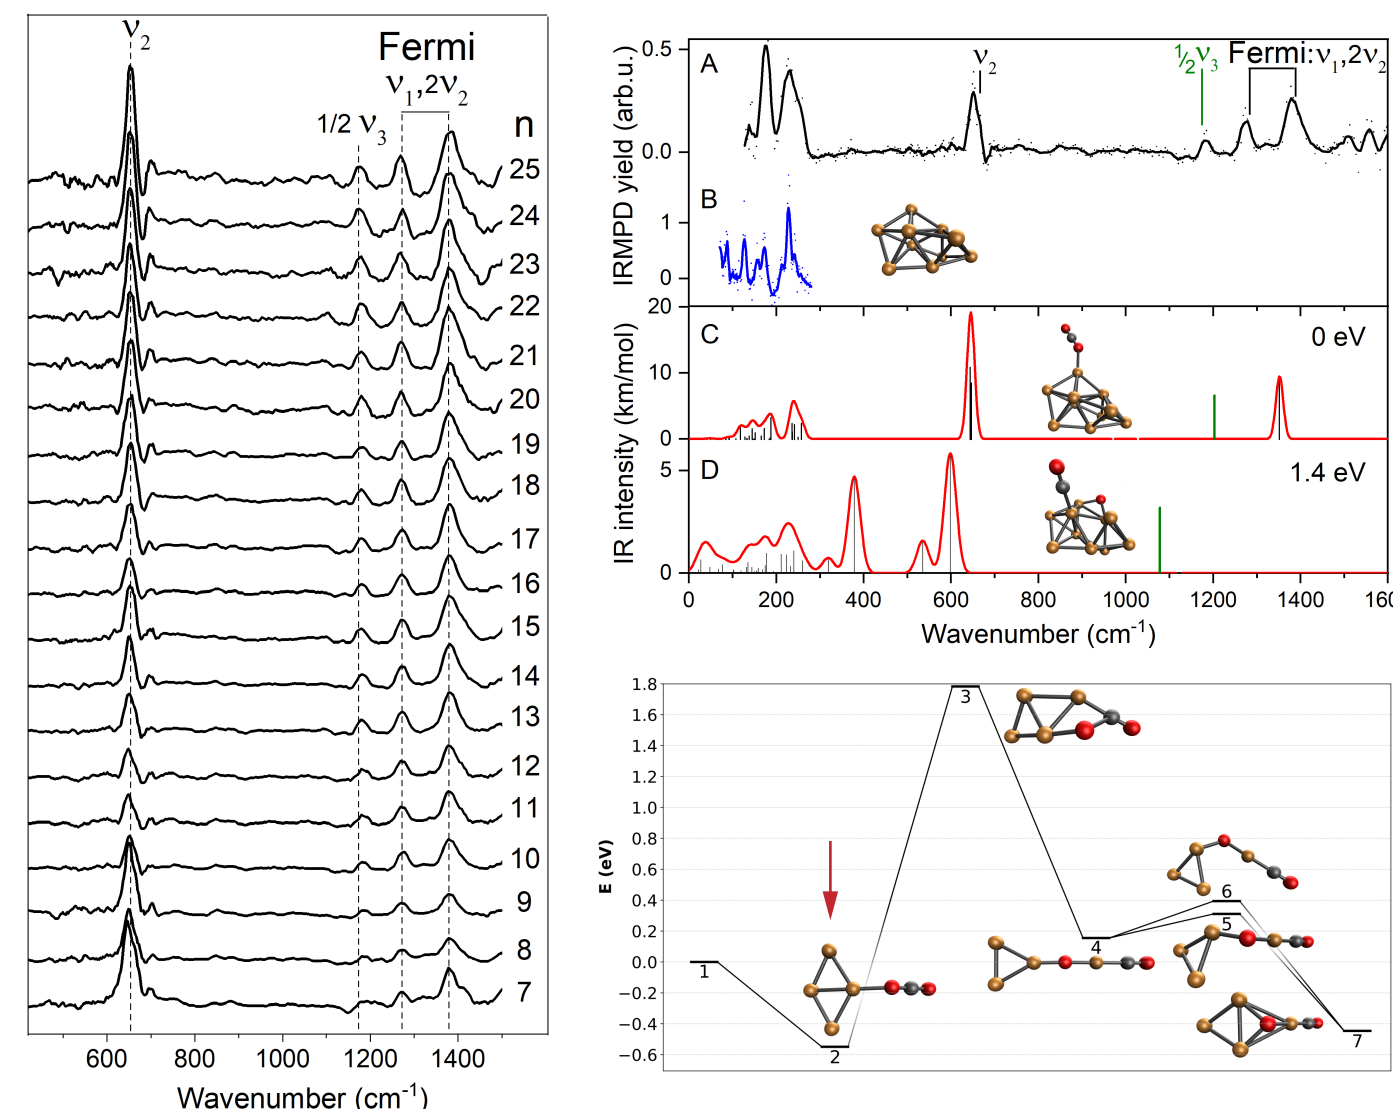 ν2
Fermi
ν1,2ν2
1/2 ν3
n
25
24
23
22
21
20
19
18
17
16
15
14
13
12
11
10
9
8
7
600 800 1000 1200 1400
Wavenumber (cm-1)
IRMPD yield (arb.u.)
0.5
0.0
A
ν2
½ν3
Fermi:ν1,2ν2
B
1
0
IR intensity (km/mol)
20
10
0
C
0 eV
D
1.4 eV
5
0
0 200 400 600 800 1000 1200 1400 160
Wavenumber (cm-1)
E (eV)
1.8
1.6
1.4
1.2
1.0
0.8
0.6
0.4
0.2
0.0
−0.2
−0.4
−0.6
1
2
3
4
5
6
7